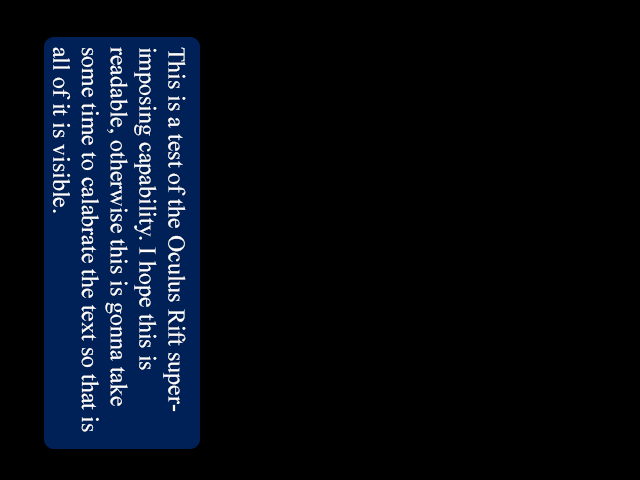 This is a test of the Oculus Rift super-
imposing capability. I hope this is
readable, otherwise this is gonna take
some time to calabrate the text so that is
all of it is visible.